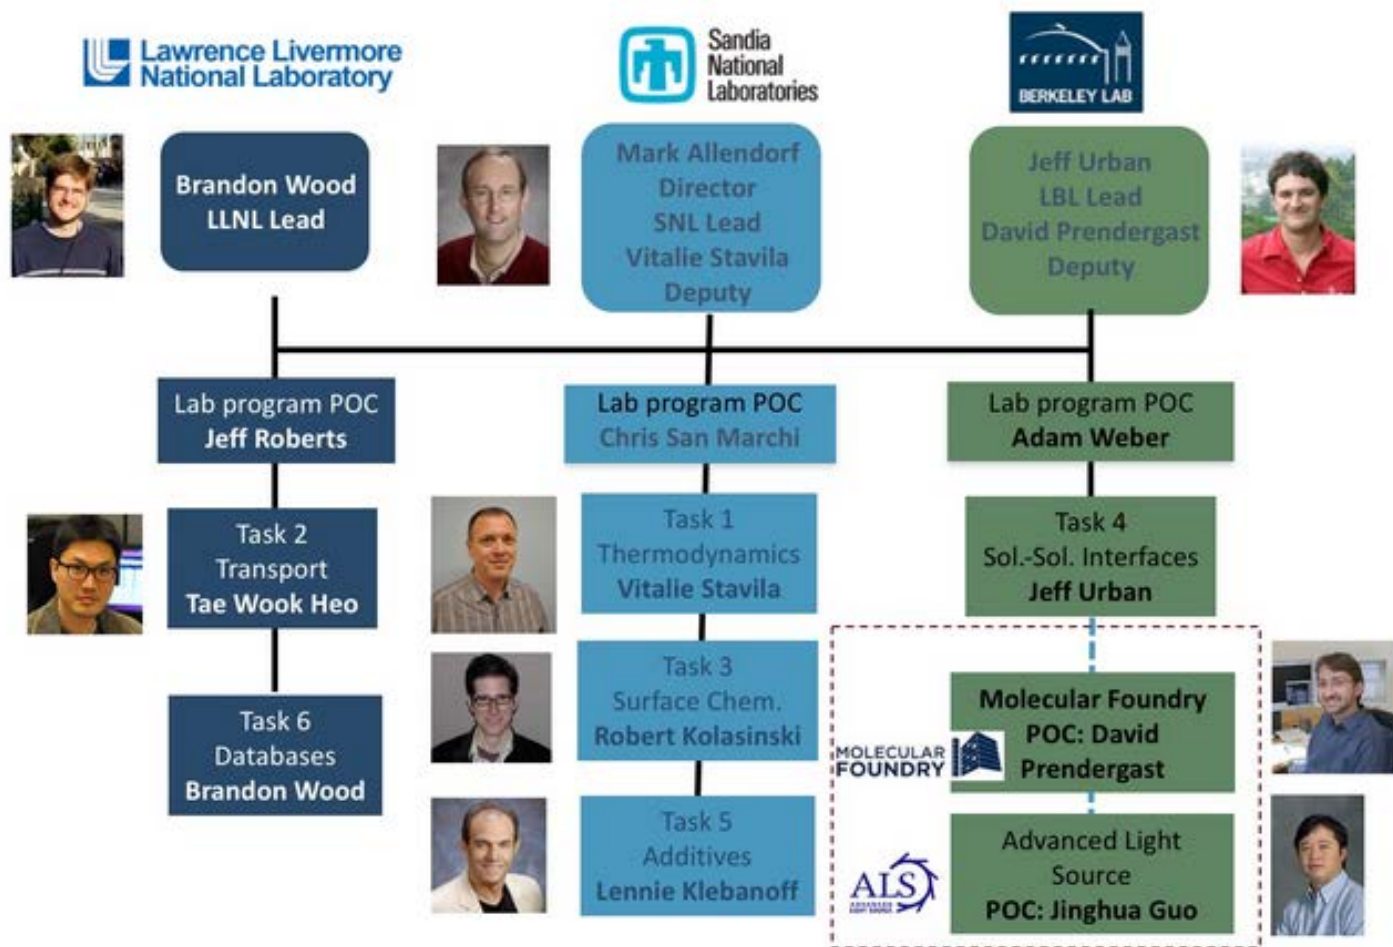 Lawrence Livermore
National Laboratory
Sandia
National
Laboratories
BERKELEY LAB
Brandon Wood
LLNL Lead
Mark Allendorf
Director
SNL Lead
Vitalie Stavila
Deputy
Jeff Urban
LBL Lead
David Prendergast
Deputy
Lab program POC
Jeff Roberts
Lab program POC
Chris San Marchi
Lab program POC
Adam Weber
Task 2
Transport
Tae Wook Heo
Task 1
Thermodynamics
Vitalie Stavila
Task 4
Sol.-Sol. Interfaces
Jeff Urban
Task 6
Databases
Brandon Wood
Task 3
Surface Chem.
Robert Kolasinski
MOLECULAR
FOUNDRY
Molecular Foundry
POC: David
Prendergast
Task 5
Additives
Lennie Klebanoff
ALS
ADVANCED
LIGHT SOURCE
Advanced Light
Source
POC: Jinghua Guo